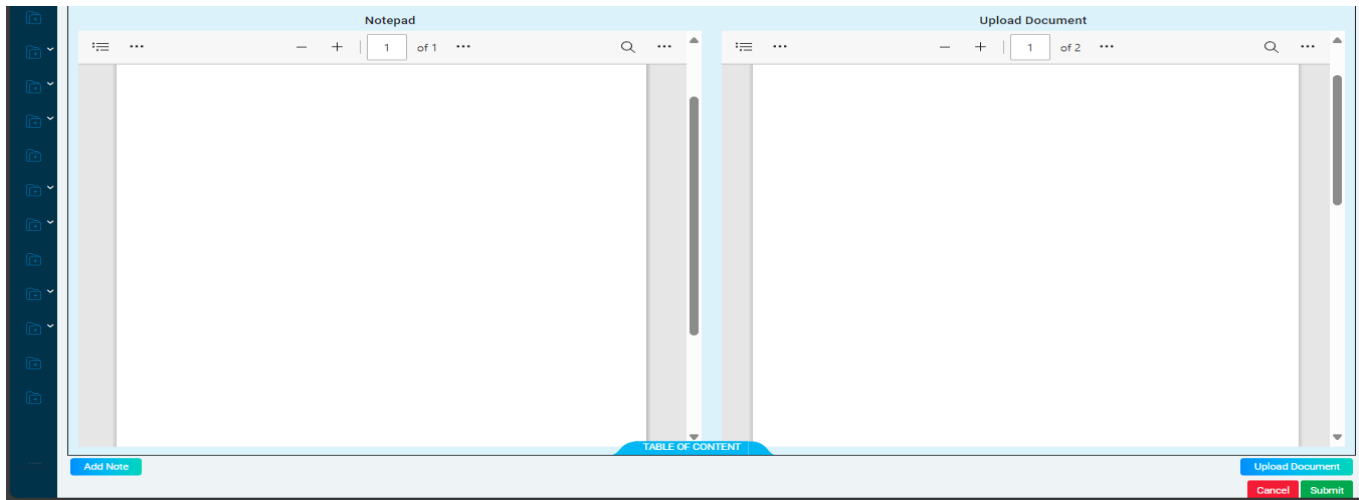 Notepad
Upload Document
1 of 1
1 of 2
TABLE OF CONTENT
Add Note
Upload Document
Cancel Submit